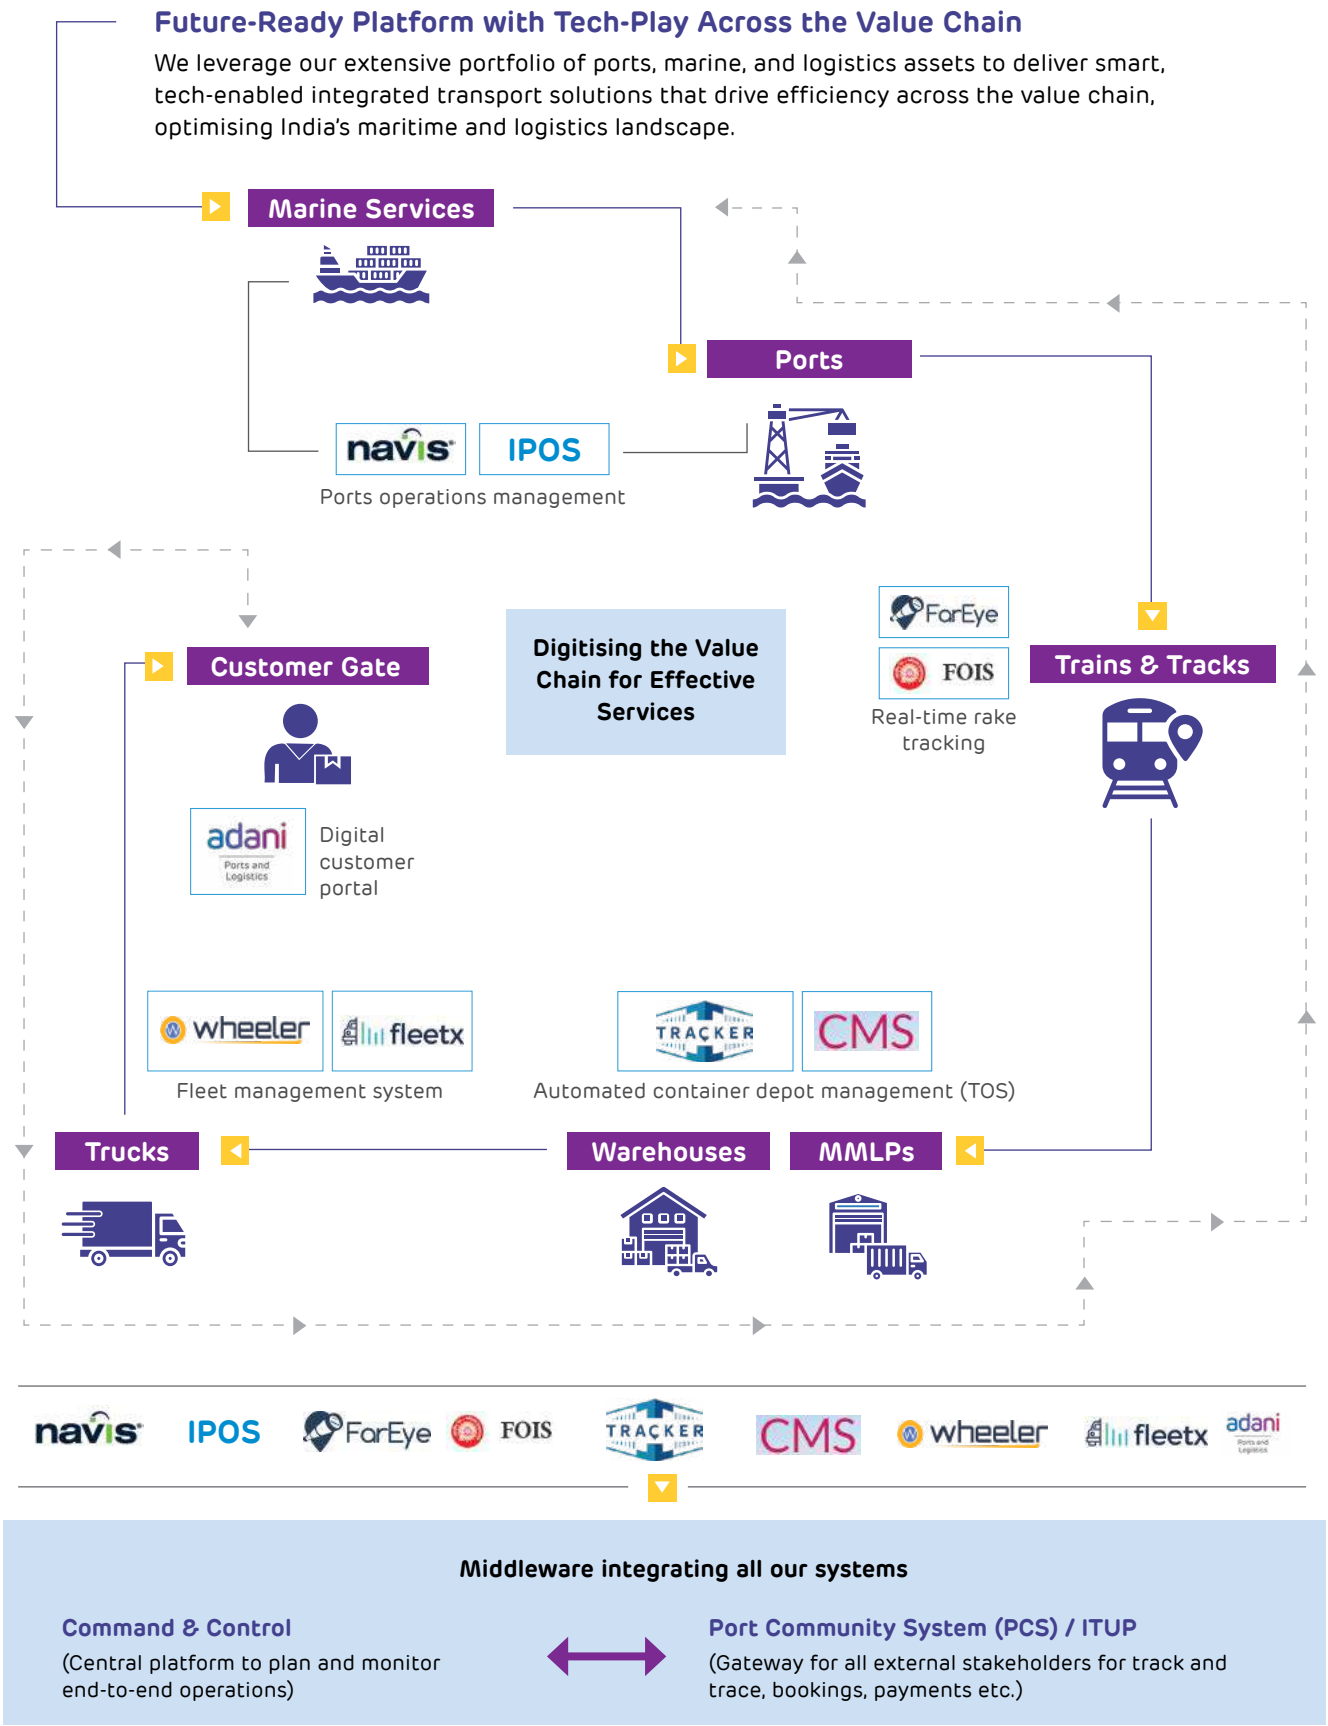 Future-Ready Platform with Tech-Play Across the Value Chain
We leverage our extensive portfolio of ports, marine, and logistics assets to deliver smart,
tech-enabled integrated transport solutions that drive efficiency across the value chain,
optimising India's maritime and logistics landscape.
Marine Services
Ports
navis
IPOS
Ports operations management
FarEye
FOIS
Real-time rake
tracking
Trains & Tracks
Customer Gate
Digitising the Value
Chain for Effective
Services
adani
Ports and
Logistics
Digital
customer
portal
wheeler
fleetx
Fleet management system
TRACKER
CMS
Automated container depot management (TOS)
Trucks
Warehouses
MMLPs
navis
IPOS
FarEye
FOIS
TRACKER
CMS
wheeler
fleetx
adani
Ports and
Logistics
Middleware integrating all our systems
Command & Control
(Central platform to plan and monitor
end-to-end operations)
Port Community System (PCS) / ITUP
(Gateway for all external stakeholders for track and
trace, bookings, payments etc.)